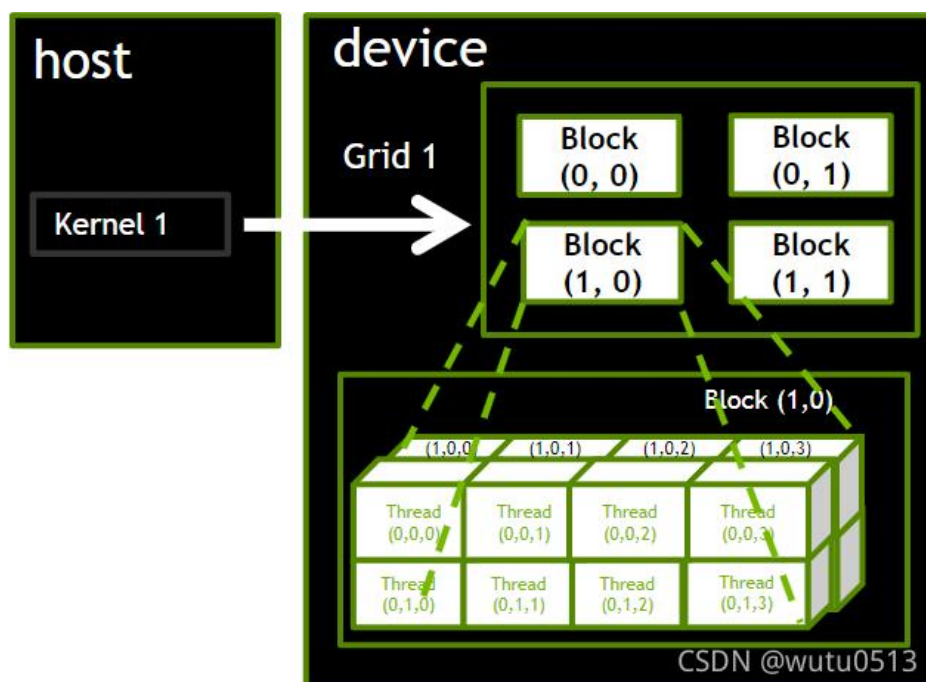 host
Kernel 1
device
Grid 1
Block
(0, 0)
Block
(0, 1)
Block
(1, 0)
Block
(1, 1)
Block (1,0)
(1,0,0)
(1,0,1)
(1,0,2)
(1,0,3)
Thread
(0,0,0)
Thread
(0,0,1)
Thread
(0,0,2)
Thread
(0,0,3)
Thread
(0,1,0)
Thread
(0,1,1)
Thread
(0,1,2)
Thread
(0,1,3)
CSDN @wutu0513